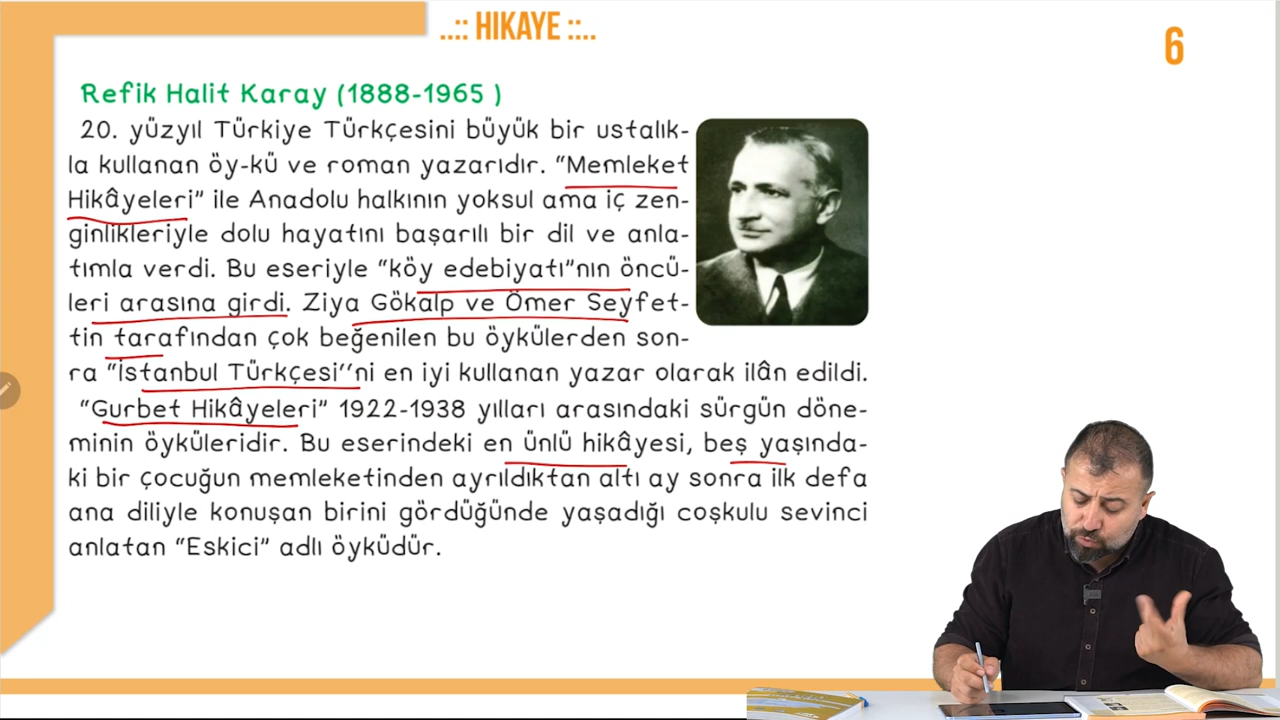 ..:: HIKAYE ::..
6
Refik Halit Karay (1888-1965 )
20. yüzyıl Türkiye Türkçesini büyük bir ustalık-
la kullanan öy-kü ve roman yazarıdır. “Memleket
Hikâyeleri” ile Anadolu halkının yoksul ama iç zen-
ginlikleriyle dolu hayatını başarılı bir dil ve anla-
tımla verdi. Bu eseriyle “köy edebiyatı”nın öncü-
leri arasına girdi. Ziya Gökalp ve Ömer Seyfet-
tin tarafından çok beğenilen bu öykülerden son-
ra “İstanbul Türkçesi’’ni en iyi kullanan yazar olarak ilân edildi.
“Gurbet Hikâyeleri” 1922-1938 yılları arasındaki sürgün döne-
minin öyküleridir. Bu eserindeki en ünlü hikâyesi, beş yaşında-
ki bir çocuğun memleketinden ayrıldıktan altı ay sonra ilk defa
ana diliyle konuşan birini gördüğünde yaşadığı coşkulu sevinci
anlatan “Eskici” adlı öyküdür.